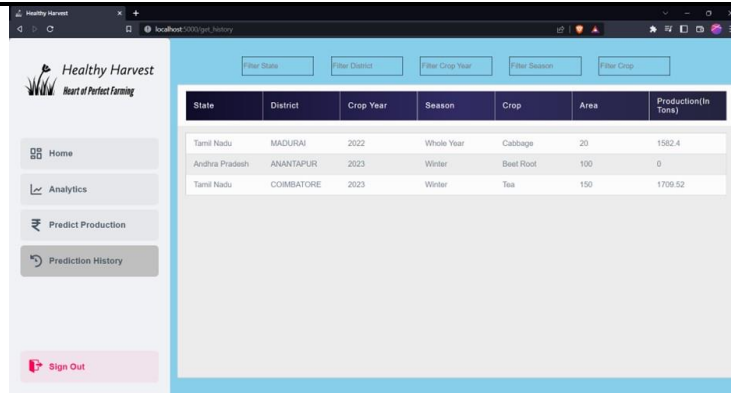 Healthy Harvest
localhost:5000/get_history
Healthy Harvest
Heart of Perfect Farming
Home
Analytics
Predict Production
Prediction History
Sign Out
Filter State Filter District Filter Crop Year Filter Season Filter Crop
State District Crop Year Season Crop Area Production(In
Tons)
Tamil Nadu MADURAI 2022 Whole Year Cabbage 20 1582.4
Andhra Pradesh ANANTAPUR 2023 Winter Beet Root 100 0
Tamil Nadu COIMBATORE 2023 Winter Tea 150 1709.52